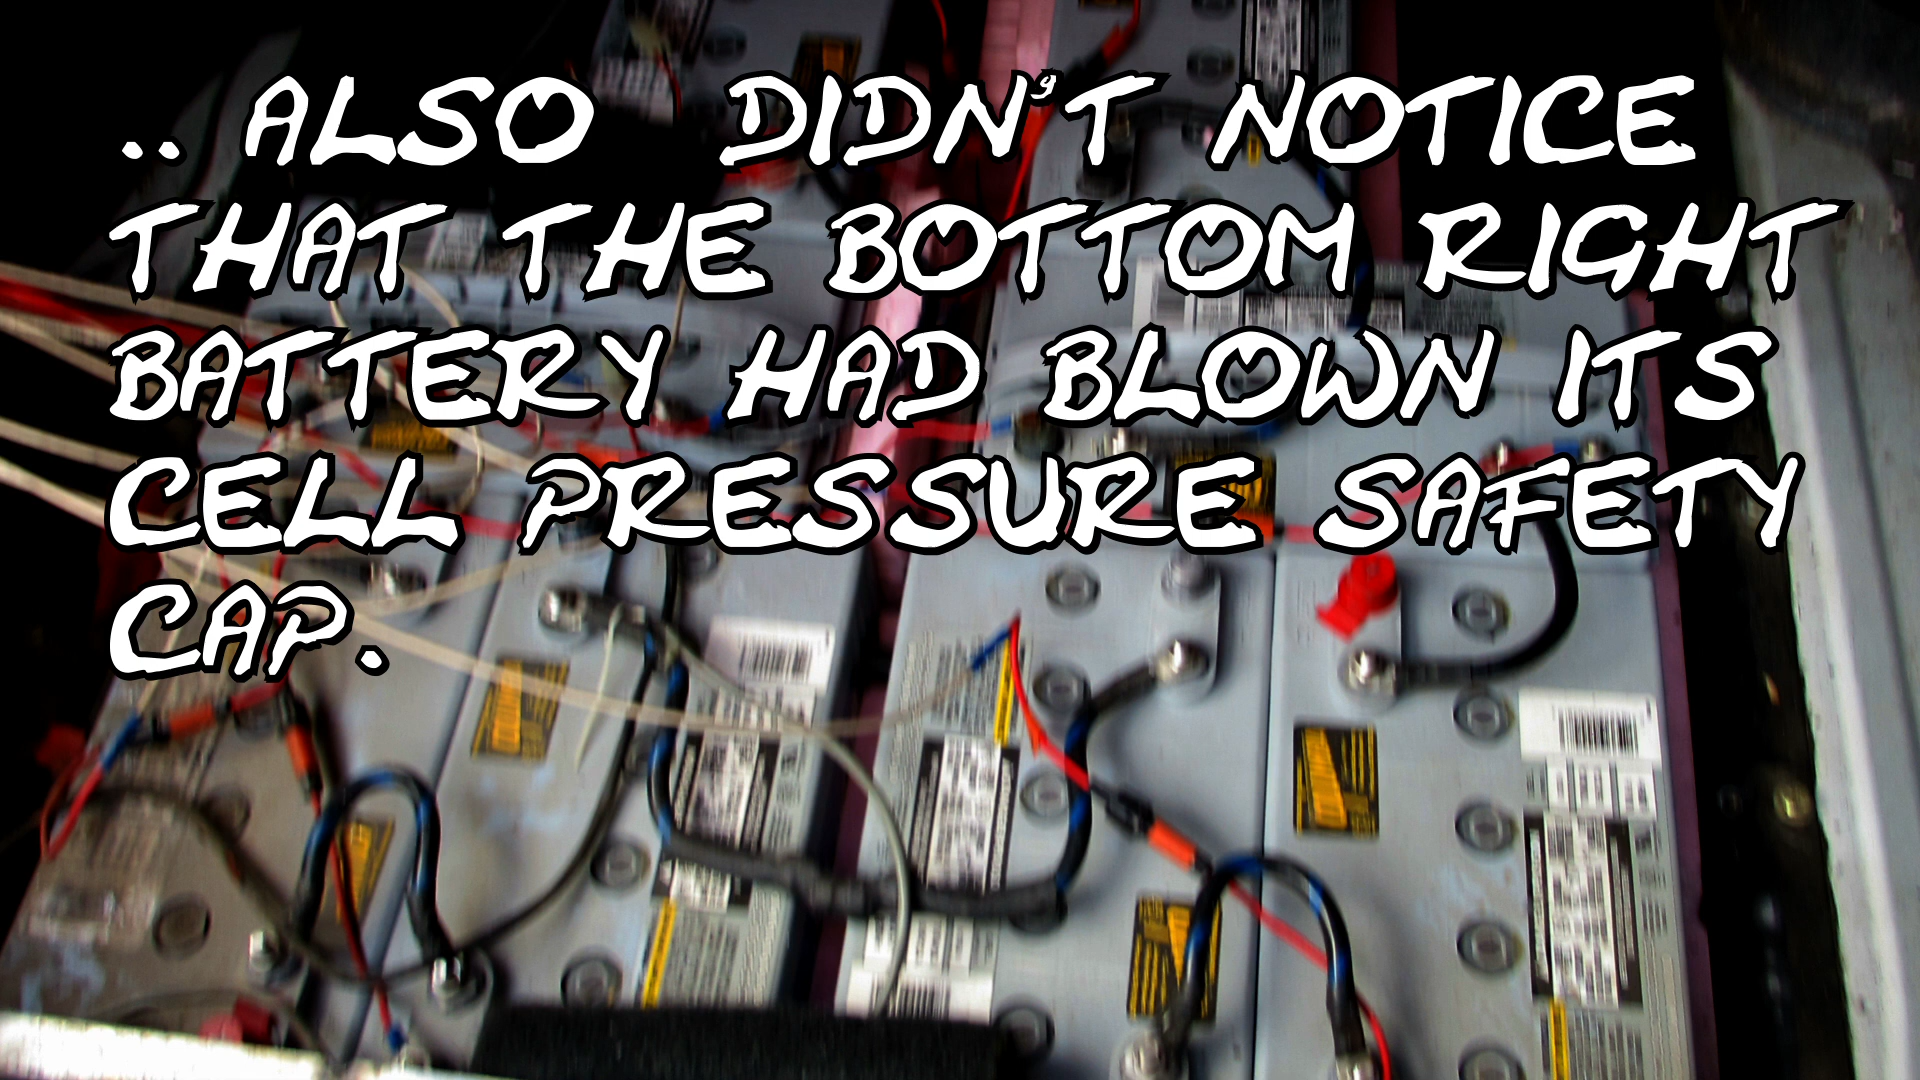 .. ALSO DIDN'T NOTICE
THAT THE BOTTOM RIGHT
BATTERY HAD BLOWN ITS
CELL PRESSURE SAFETY
CAP.